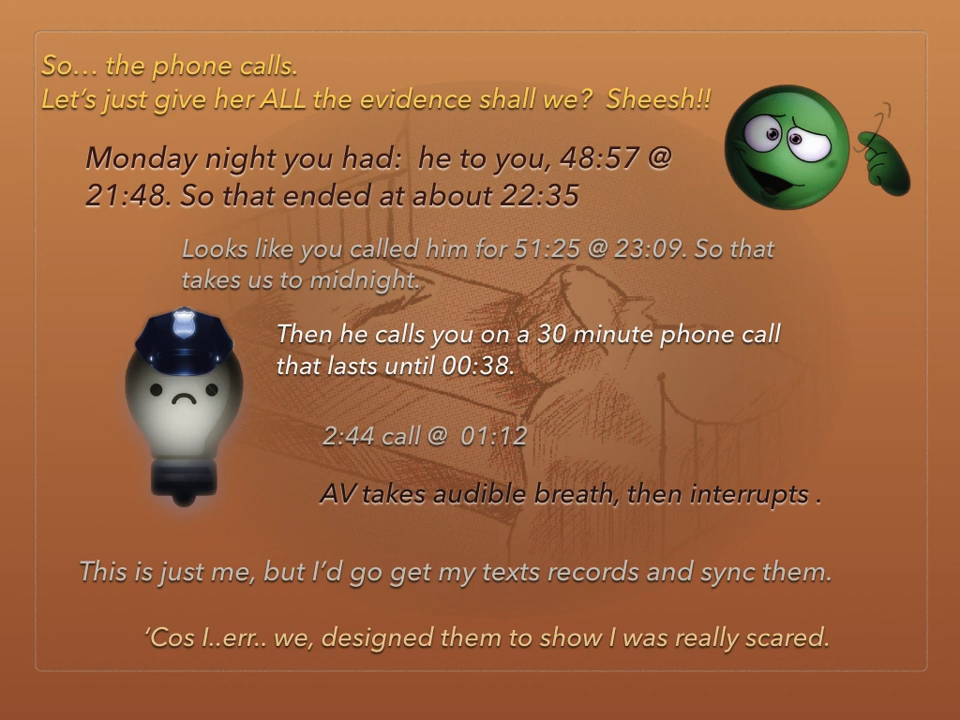 So… the phone calls.
Let’s just give her ALL the evidence shall we?  Sheesh!!
Monday night you had:  he to you, 48:57 @
21:48. So that ended at about 22:35
Looks like you called him for 51:25 @ 23:09. So that
takes us to midnight.
Then he calls you on a 30 minute phone call
that lasts until 00:38.
2:44 call @  01:12
AV takes audible breath, then interrupts .
This is just me, but I’d go get my texts records and sync them.
‘Cos I..err.. we, designed them to show I was really scared.